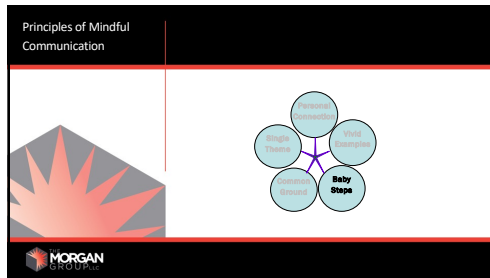 Principles of Mindful
Communication
Personal
Connection
Single
Theme
Vivid
Examples
Common
Ground
Baby
Steps
THE
MORGAN
GROUP LLC